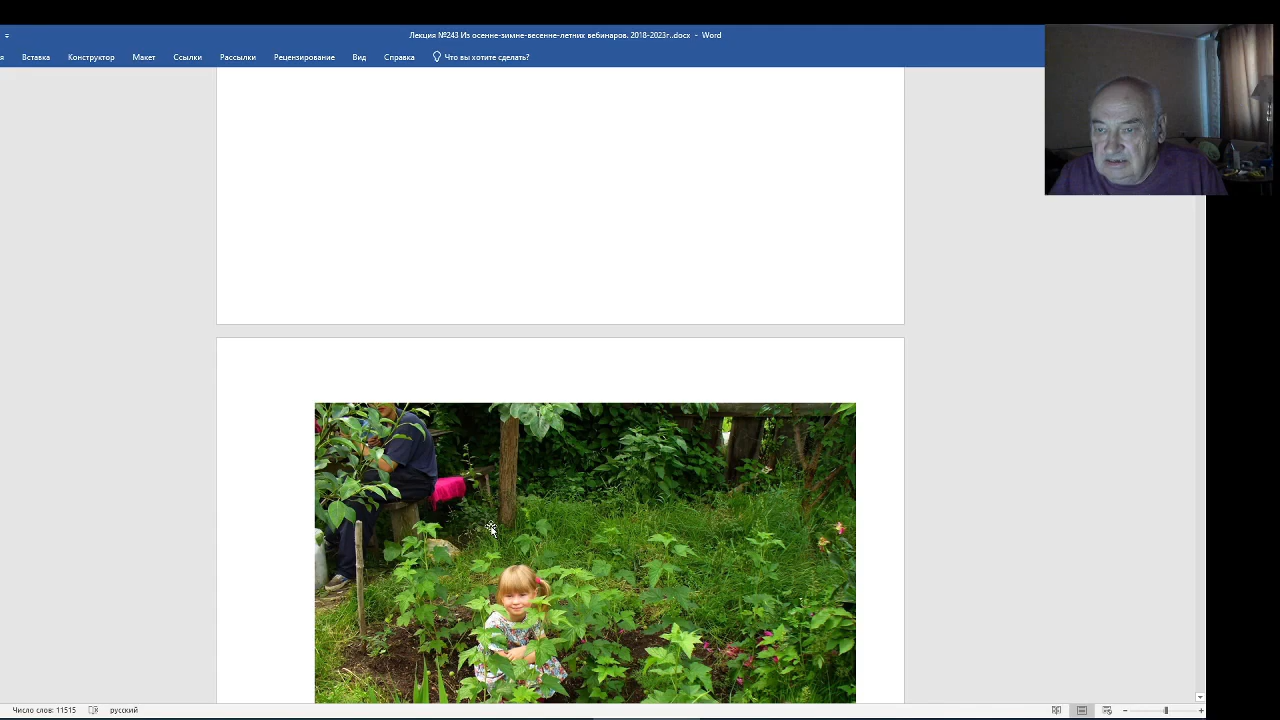 Лекция №243 Из осенне-зимне-весенне-летних вебинаров. 2018-2023г..docx - Word
я Вставка Конструктор Макет Ссылки Рассылки Рецензирование Вид Справка Что вы хотите сделать?
Число слов: 11515 русский